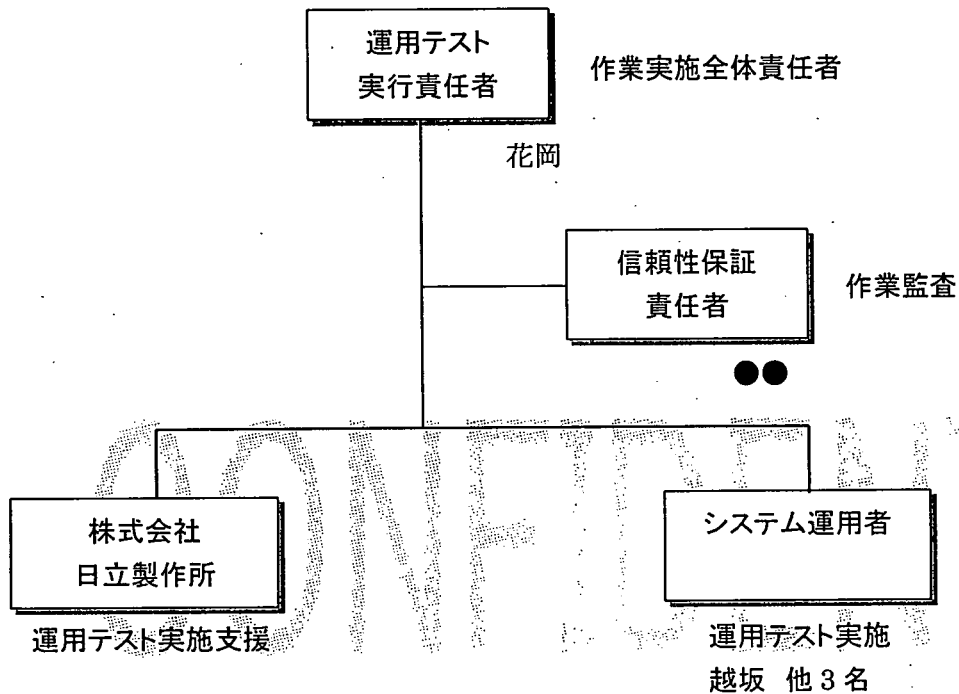 運用テスト
実行責任者
作業実施全体責任者
花岡
信頼性保証
責任者
作業監査
●●
CONFIDEN
株式会社
日立製作所
システム運用者
運用テスト実施支援
運用テスト実施
越坂 他3名